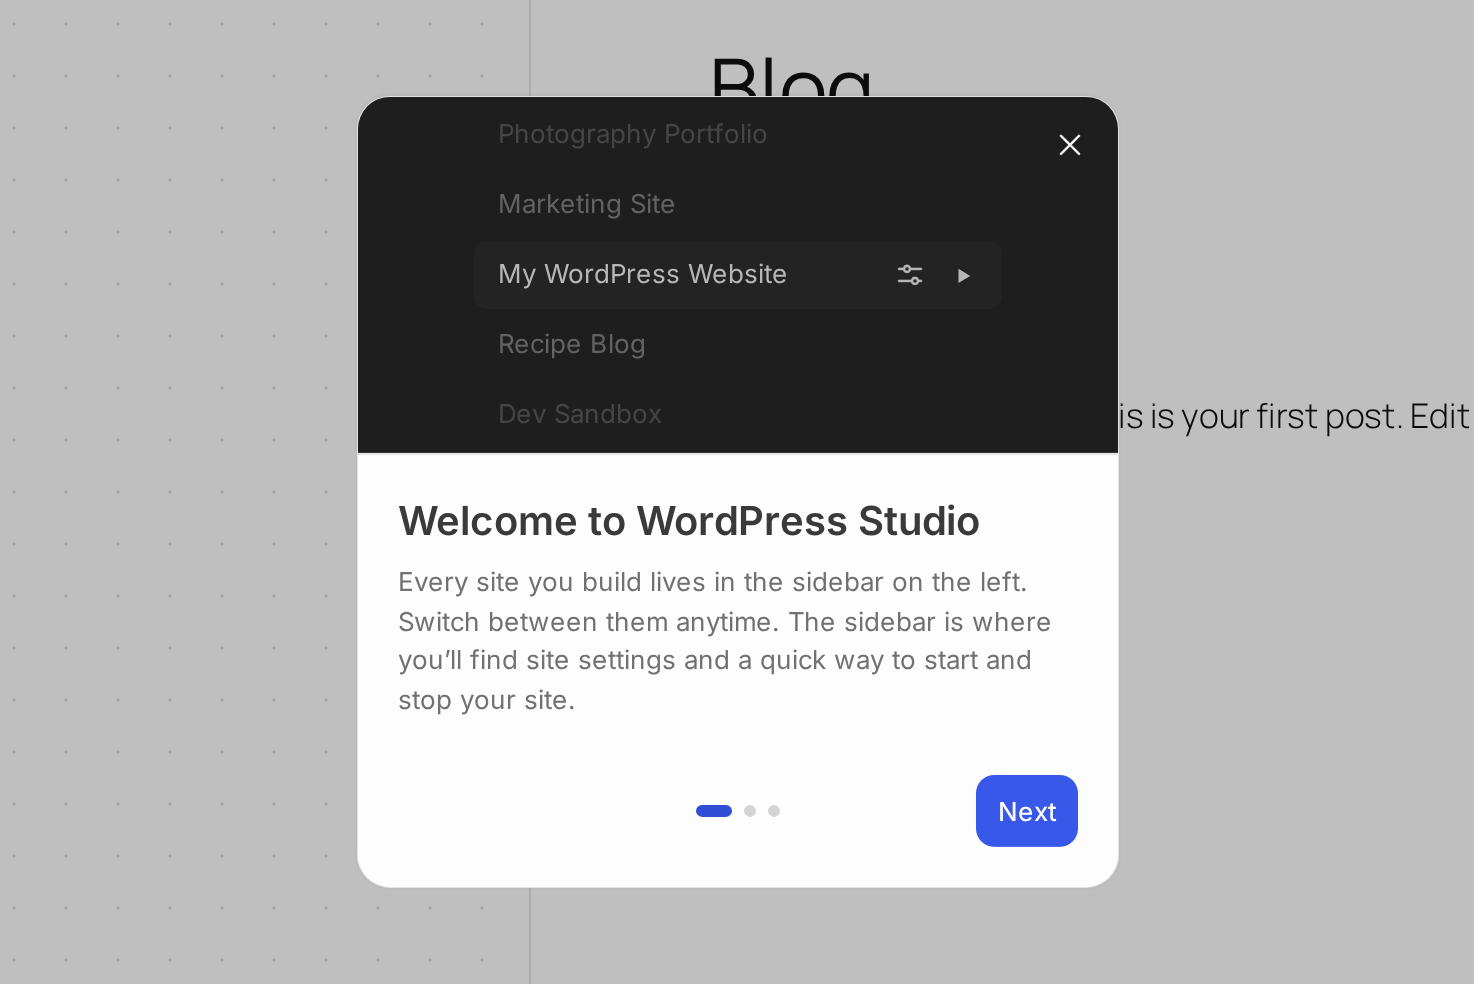 Blog
Photography Portfolio
Marketing Site
My WordPress Website
Recipe Blog
is is your first post. Edit
Dev Sandbox
Welcome to WordPress Studio
Every site you build lives in the sidebar on the left.
Switch between them anytime. The sidebar is where
you’ll find site settings and a quick way to start and
stop your site.
Next